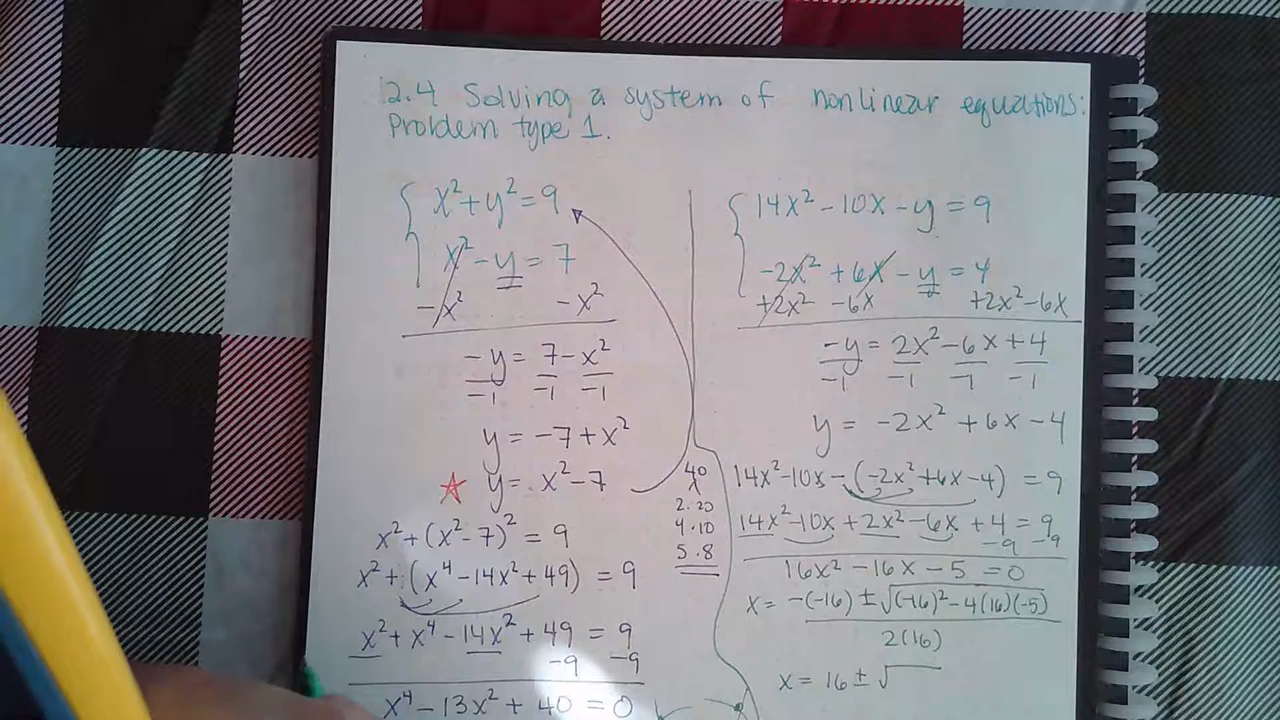 12.4 Solving a system of nonlinear equations:
Problem type 1.
x² + y² = 9
x² - y = 7
-x² -x²
-y = 7 - x²
-1 -1 -1
y = -7 + x²
y = x² - 7
x² + (x² - 7)² = 9
x² + (x⁴ - 14x² + 49) = 9
x² + x⁴ - 14x² + 49 = 9
-9 -9
x⁴ - 13x² + 40 = 0
40
2·20
4·10
5·8
14x² - 10x - y = 9
-2x² + 6x - y = 4
+2x² - 6x +2x² - 6x
-y = 2x² - 6x + 4
-1 -1 -1 -1
y = -2x² + 6x - 4
14x² - 10x - (-2x² + 6x - 4) = 9
14x² - 10x + 2x² - 6x + 4 = 9
-9 -9
16x² - 16x - 5 = 0
x = -(-16) ± √(-16)² - 4(16)(-5)
2(16)
x = 16 ± √